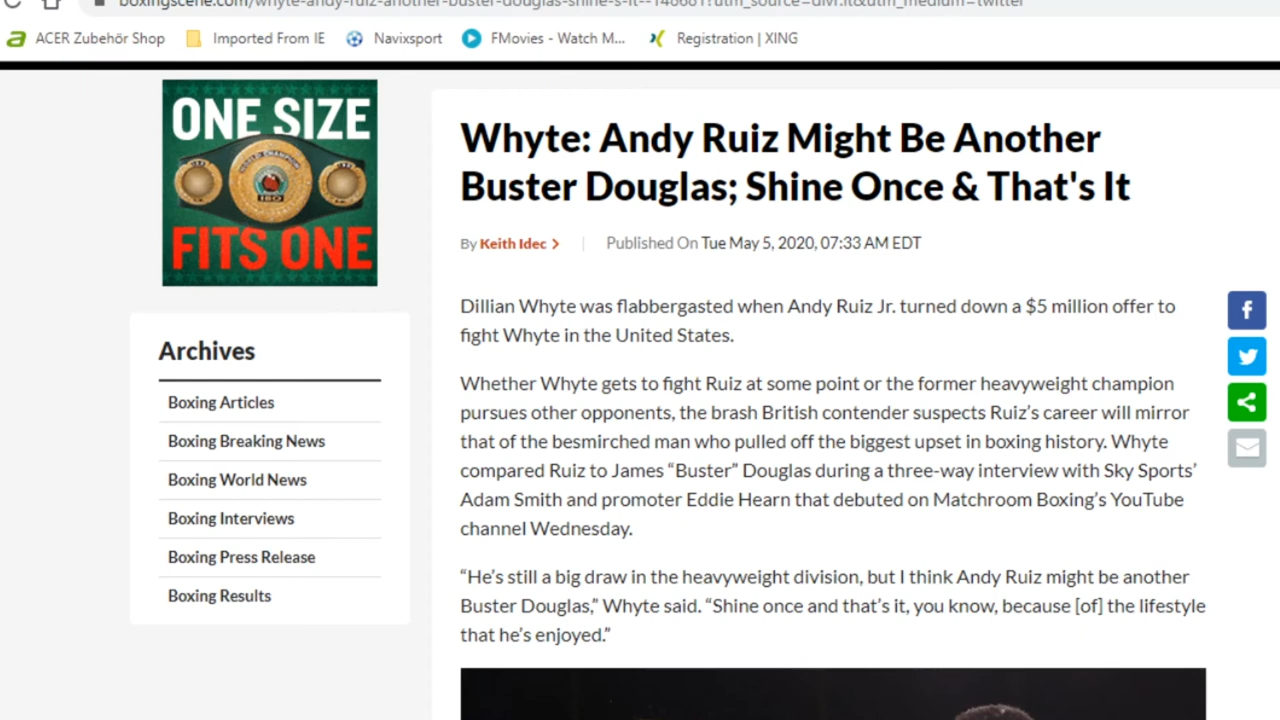 boxingscene.com/whyte-andy-ruiz-another-buster-douglas-shine-s-it--148681?utm_source=dlvr.it&utm_medium=twitter
ACER Zubehör Shop
Imported From IE
Navixsport
FMovies - Watch M...
Registration | XING
ONE SIZE
WORLD CHAMPION
IBO
FITS ONE
Whyte: Andy Ruiz Might Be Another
Buster Douglas; Shine Once & That's It
By Keith Idec > | Published On Tue May 5, 2020, 07:33 AM EDT
Dillian Whyte was flabbergasted when Andy Ruiz Jr. turned down a $5 million offer to
fight Whyte in the United States.
Whether Whyte gets to fight Ruiz at some point or the former heavyweight champion
pursues other opponents, the brash British contender suspects Ruiz’s career will mirror
that of the besmirched man who pulled off the biggest upset in boxing history. Whyte
compared Ruiz to James “Buster” Douglas during a three-way interview with Sky Sports’
Adam Smith and promoter Eddie Hearn that debuted on Matchroom Boxing’s YouTube
channel Wednesday.
“He’s still a big draw in the heavyweight division, but I think Andy Ruiz might be another
Buster Douglas,” Whyte said. “Shine once and that’s it, you know, because [of] the lifestyle
that he’s enjoyed.”
Archives
Boxing Articles
Boxing Breaking News
Boxing World News
Boxing Interviews
Boxing Press Release
Boxing Results